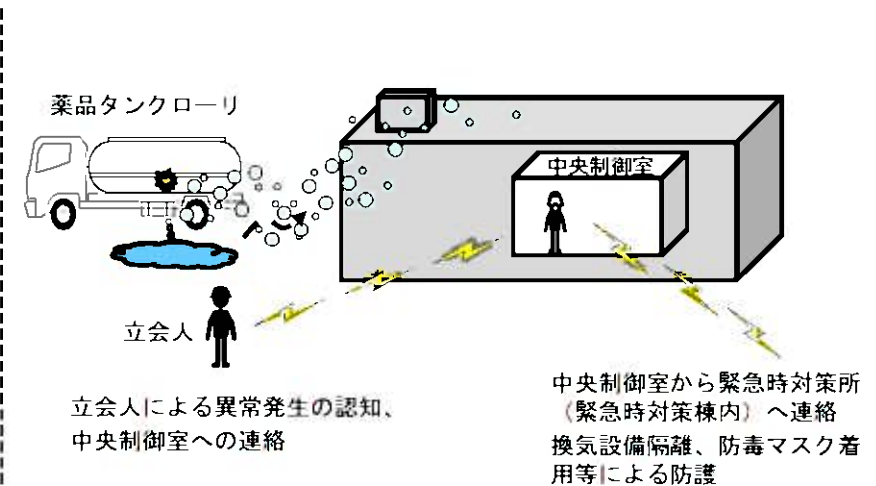 薬品タンクローリ
中央制御室
立会人
立会人による異常発生の認知、
中央制御室への連絡
中央制御室から緊急時対策所
（緊急時対策棟内）へ連絡
換気設備隔離、防毒マスク着
用等による防護